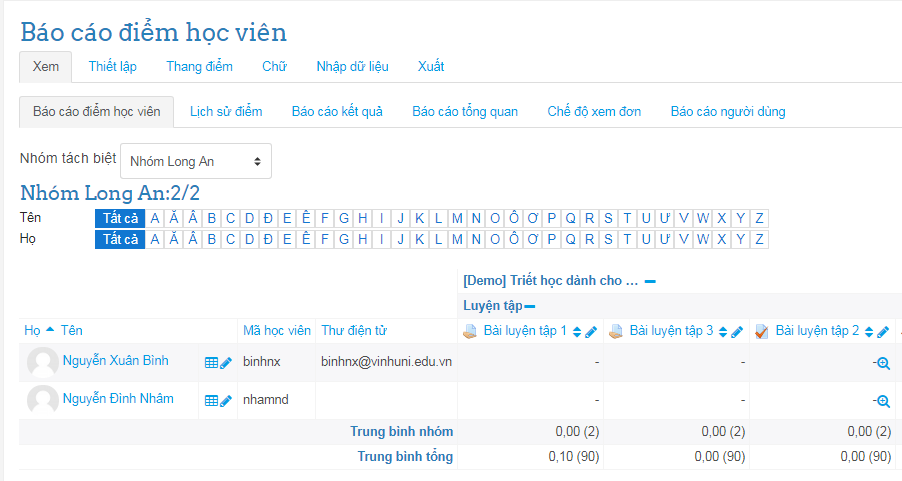 Báo cáo điểm học viên
Xem Thiết lập Thang điểm Chữ Nhập dữ liệu Xuất
Báo cáo điểm học viên Lịch sử điểm Báo cáo kết quả Báo cáo tổng quan Chế độ xem đơn Báo cáo người dùng
Nhóm tách biệt Nhóm Long An
Nhóm Long An:2/2
Tên Tất cả A Ă Â B C D Đ E Ê F G H I J K L M N O Ô Ơ P Q R S T U Ư V W X Y Z
Họ Tất cả A Ă Â B C D Đ E Ê F G H I J K L M N O Ô Ơ P Q R S T U Ư V W X Y Z
[Demo] Triết học dành cho ...
Luyện tập
Họ Tên Mã học viên Thư điện tử Bài luyện tập 1 Bài luyện tập 3 Bài luyện tập 2
Nguyễn Xuân Bình binhnx binhnx@vinhuni.edu.vn - - -
Nguyễn Đình Nhâm nhamnd - - -
Trung bình nhóm 0,00 (2) 0,00 (2) 0,00 (2)
Trung bình tổng 0,10 (90) 0,00 (90) 0,00 (90)